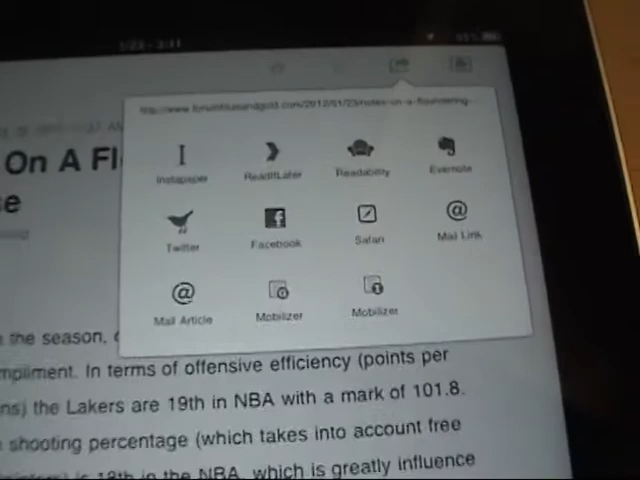 On A Fl
e
Instapaper ReadItLater Readability Evernote
Twitter Facebook Safari Mail Link
Mail Article Mobilizer Mobilizer
the season,
mpliment. In terms of offensive efficiency (points per
ns) the Lakers are 19th in NBA with a mark of 101.8.
shooting percentage (which takes into account free
is 18th in the NBA, which is greatly influence